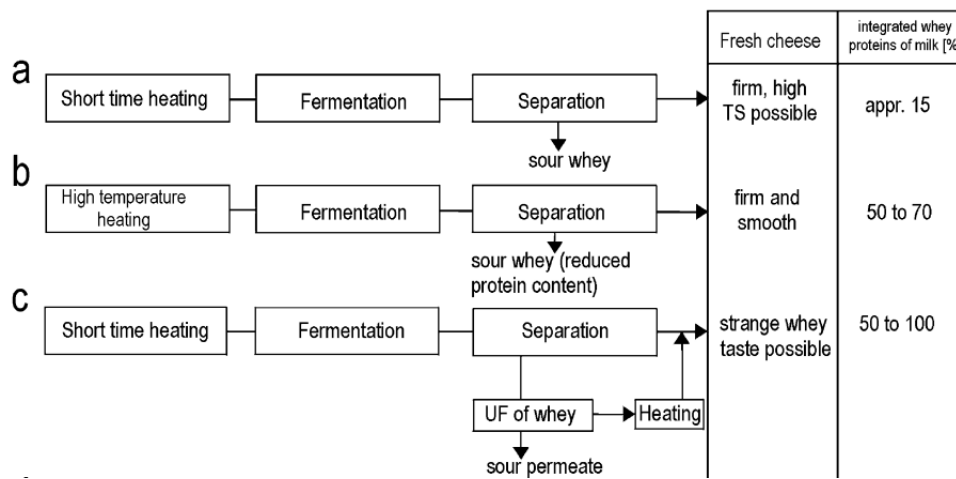 Fresh cheese
integrated whey
proteins of milk [%
a
Short time heating
Fermentation
Separation
firm, high
TS possible
appr. 15
sour whey
b
High temperature
heating
Fermentation
Separation
firm and
smooth
50 to 70
sour whey (reduced
protein content)
c
Short time heating
Fermentation
Separation
strange whey
taste possible
50 to 100
UF of whey
Heating
sour permeate